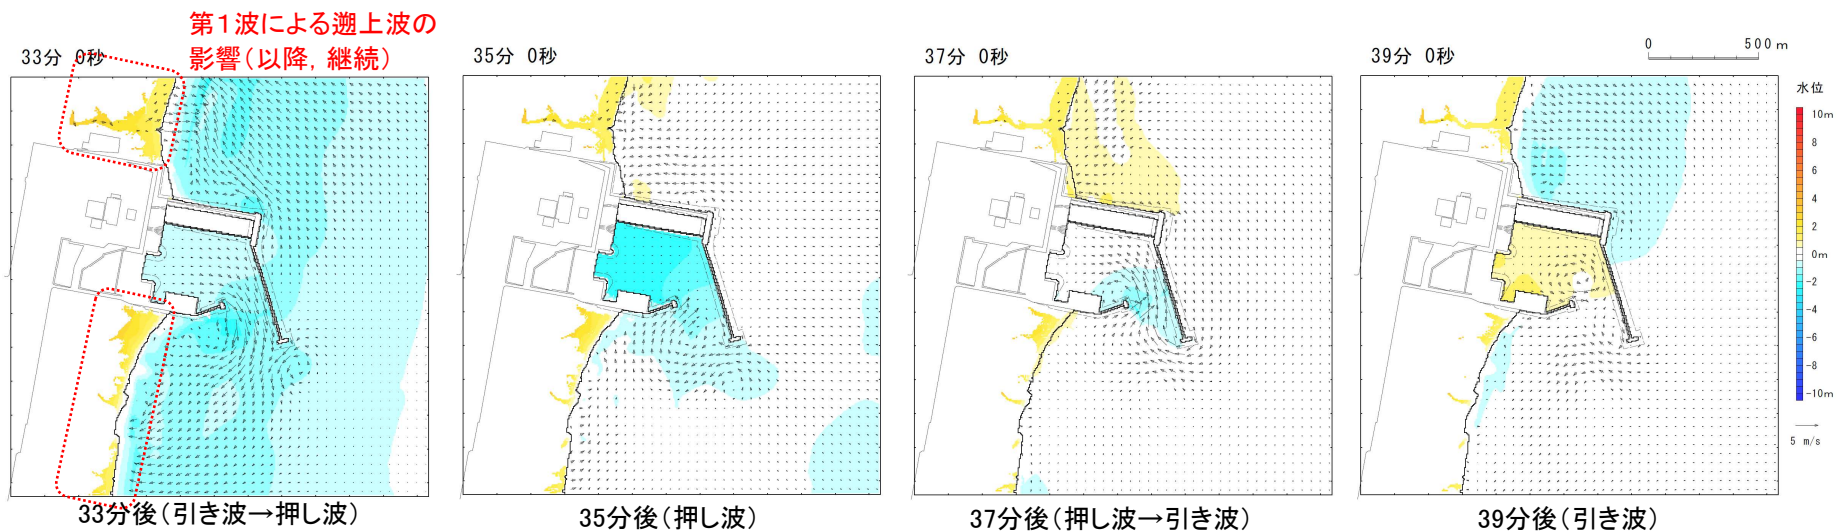 第１波による遡上波の
影響（以降，継続）
33分 0秒
35分 0秒
37分 0秒
39分 0秒
0 500m
水位
10m
8
6
4
2
0m
-2
-4
-6
-8
-10m
5 m/s
33分後（引き波→押し波）
35分後（押し波）
37分後（押し波→引き波）
39分後（引き波）